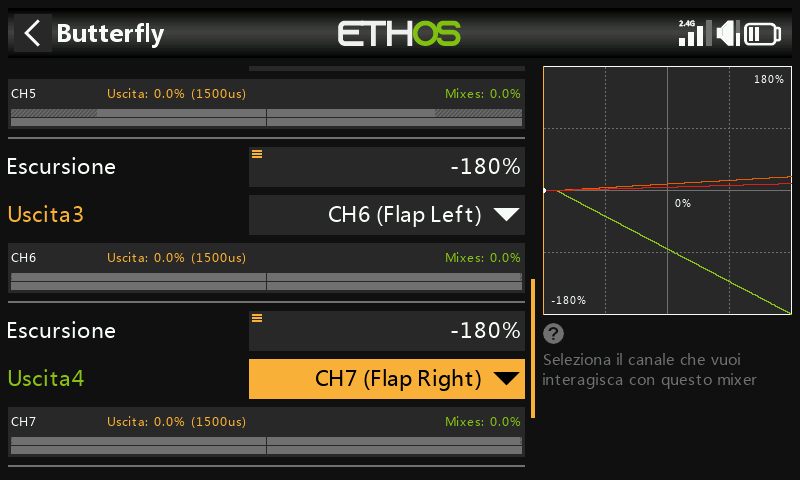 Butterfly
ETHOS
2.4G
CH5 Uscita: 0.0% (1500us) Mixes: 0.0%
Escursione -180%
Uscita3 CH6 (Flap Left)
CH6 Uscita: 0.0% (1500us) Mixes: 0.0%
Escursione -180%
Uscita4 CH7 (Flap Right)
CH7 Uscita: 0.0% (1500us) Mixes: 0.0%
180%
0%
-180%
?
Seleziona il canale che vuoi
interagisca con questo mixer